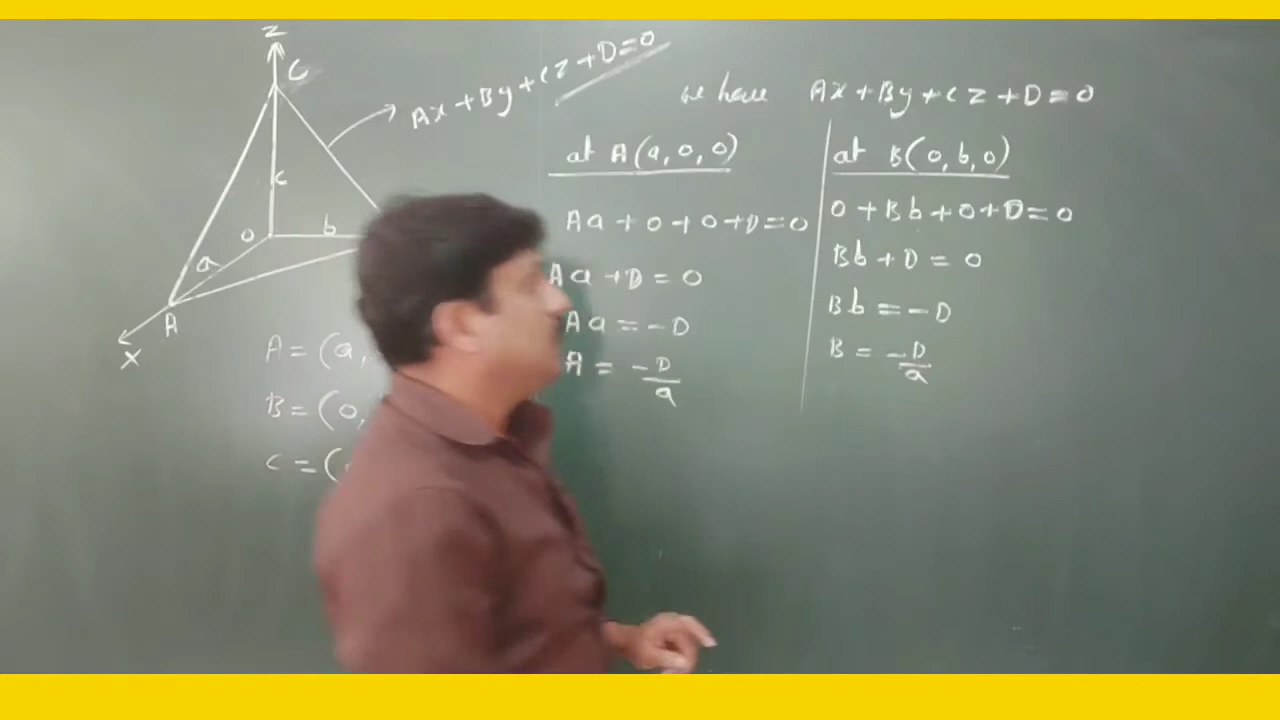 Z
C
Ax + By + Cz + D = 0
c
O
b
a
A
X
A = (a,
B = (0,
C = (
we have Ax + By + Cz + D = 0
at A(a, 0, 0)
Aa + 0 + 0 + D = 0
Aa + D = 0
Aa = -D
A = -D/a
at B(0, b, 0)
0 + Bb + 0 + D = 0
Bb + D = 0
Bb = -D
B = -D/a